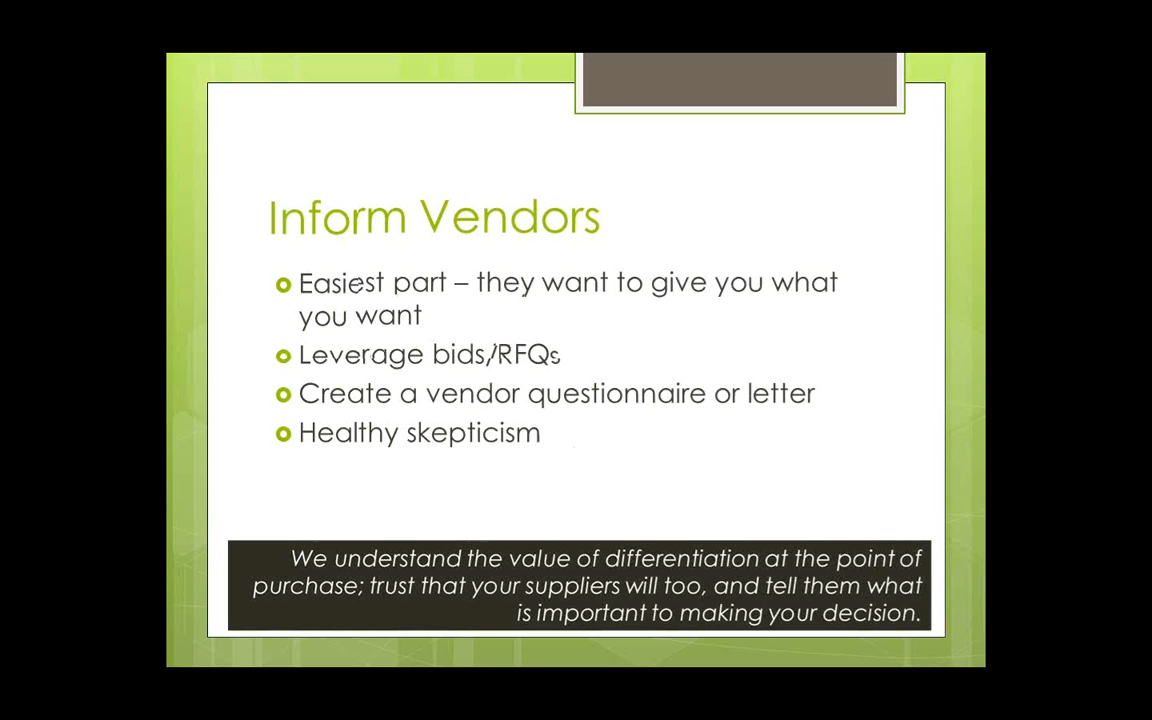 Inform Vendors
Easiest part – they want to give you what
you want
Leverage bids/RFQs
Create a vendor questionnaire or letter
Healthy skepticism
We understand the value of differentiation at the point of
purchase; trust that your suppliers will too, and tell them what
is important to making your decision.